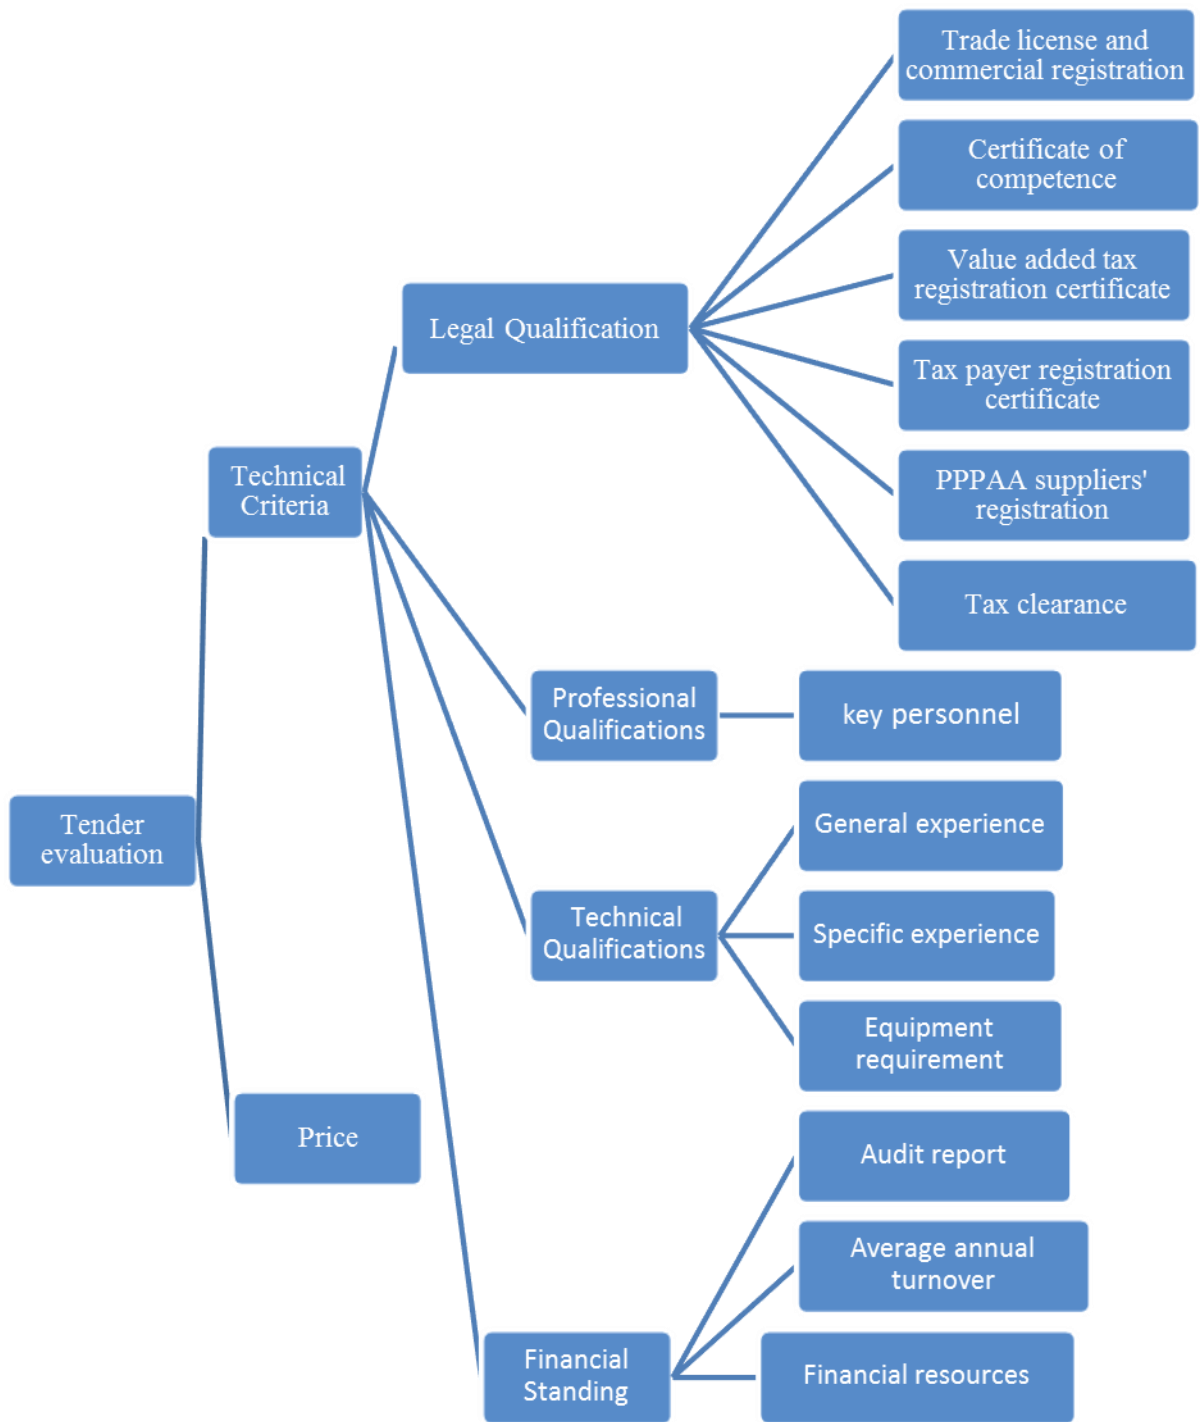 Trade license and
commercial registration
Certificate of
competence
Value added tax
registration certificate
Legal Qualification
Tax payer registration
certificate
Technical
Criteria
PPPAA suppliers'
registration
Tax clearance
Professional
Qualifications
key personnel
Tender
evaluation
General experience
Technical
Qualifications
Specific experience
Equipment
requirement
Price
Audit report
Average annual
turnover
Financial
Standing
Financial resources